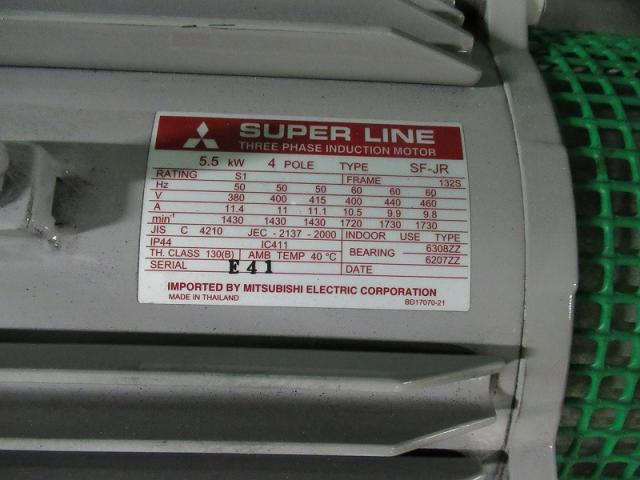 SUPER LINE
THREE PHASE INDUCTION MOTOR
5.5 kW 4 POLE TYPE SF-JR
RATING S1 FRAME 132S
Hz 50 50 50 60 60 60
V 380 400 415 400 440 460
A 11.4 11 11.1 10.5 9.9 9.8
min-1 1430 1430 1430 1720 1730 1730
JIS C 4210 JEC-2137-2000 INDOOR USE TYPE
IP44 IC411 BEARING 6308ZZ
TH. CLASS 130(B) AMB TEMP 40 °C 6207ZZ
SERIAL E41 DATE
IMPORTED BY MITSUBISHI ELECTRIC CORPORATION
MADE IN THAILAND BD17070-21